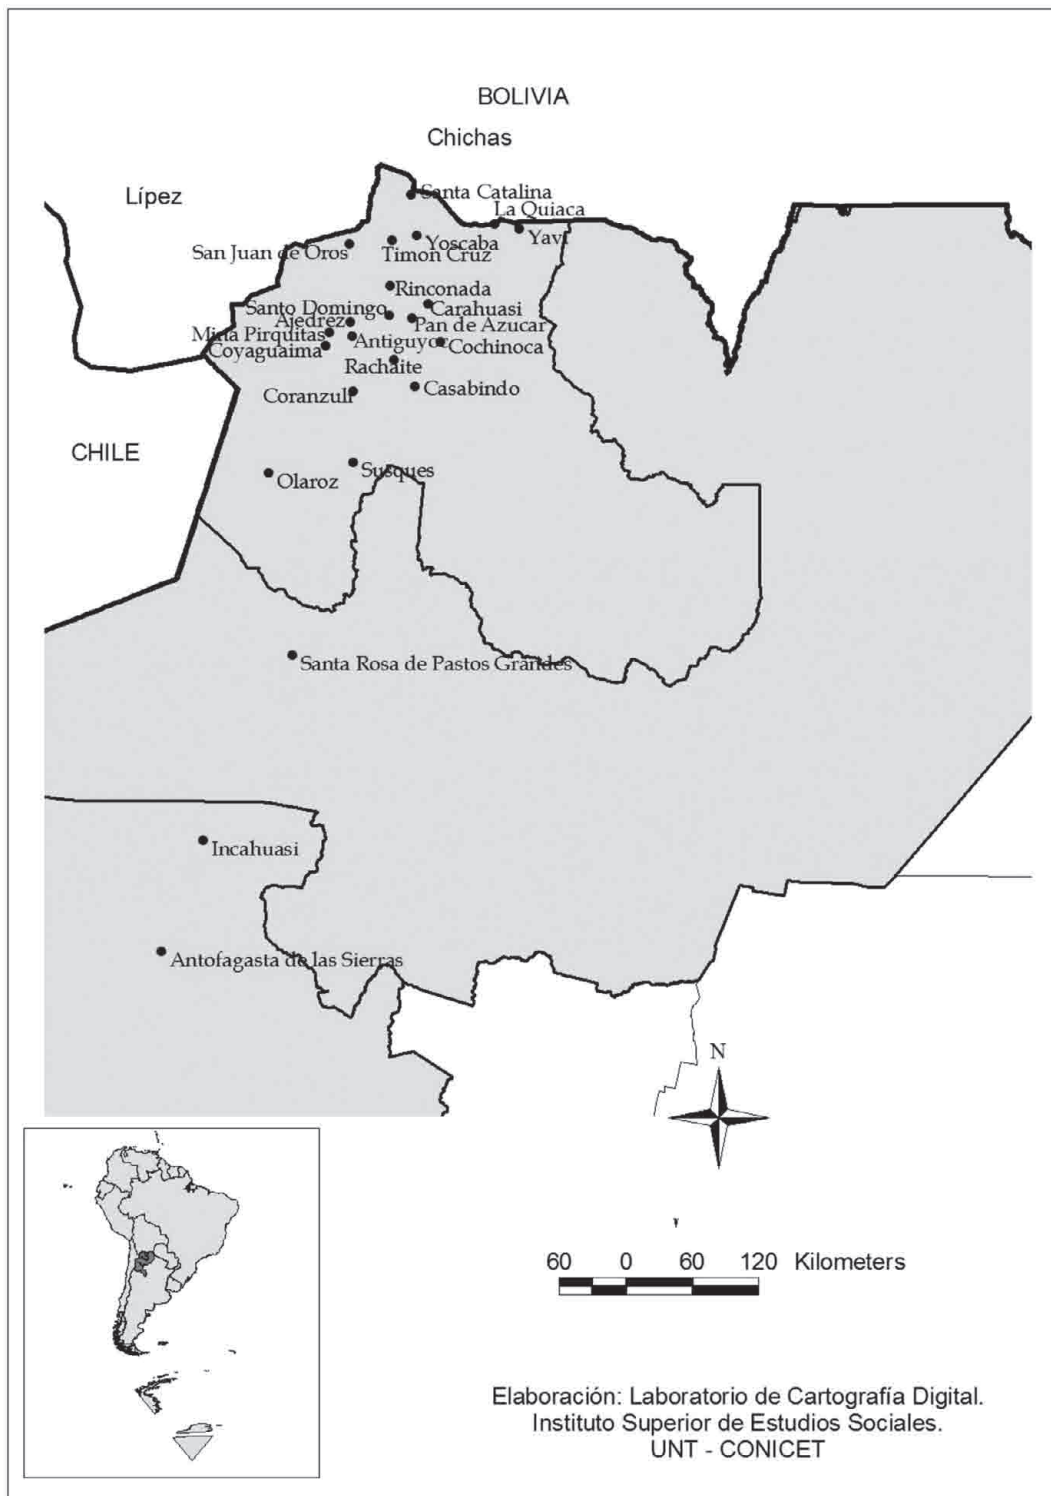 BOLIVIA
Chichas
Lípez
Santa Catalina
La Quiaca
Yavi
Yoscaba
San Juan de Oros
Timon Cruz
Rinconada
Santo Domingo
Carahuasi
Ajedrez
Pan de Azucar
Mina Pirquitas
Antiguyoc
Cochinoca
Coyaguaima
Rachaite
Casabindo
Coranzuli
CHILE
Susques
Olaroz
Santa Rosa de Pastos Grandes
Incahuasi
Antofagasta de las Sierras
N
60 0 60 120 Kilometers
Elaboración: Laboratorio de Cartografía Digital.
Instituto Superior de Estudios Sociales.
UNT - CONICET